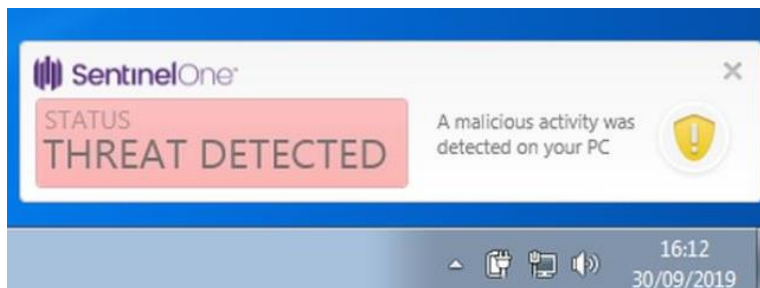 SentinelOne
STATUS
THREAT DETECTED
A malicious activity was
detected on your PC
16:12
30/09/2019